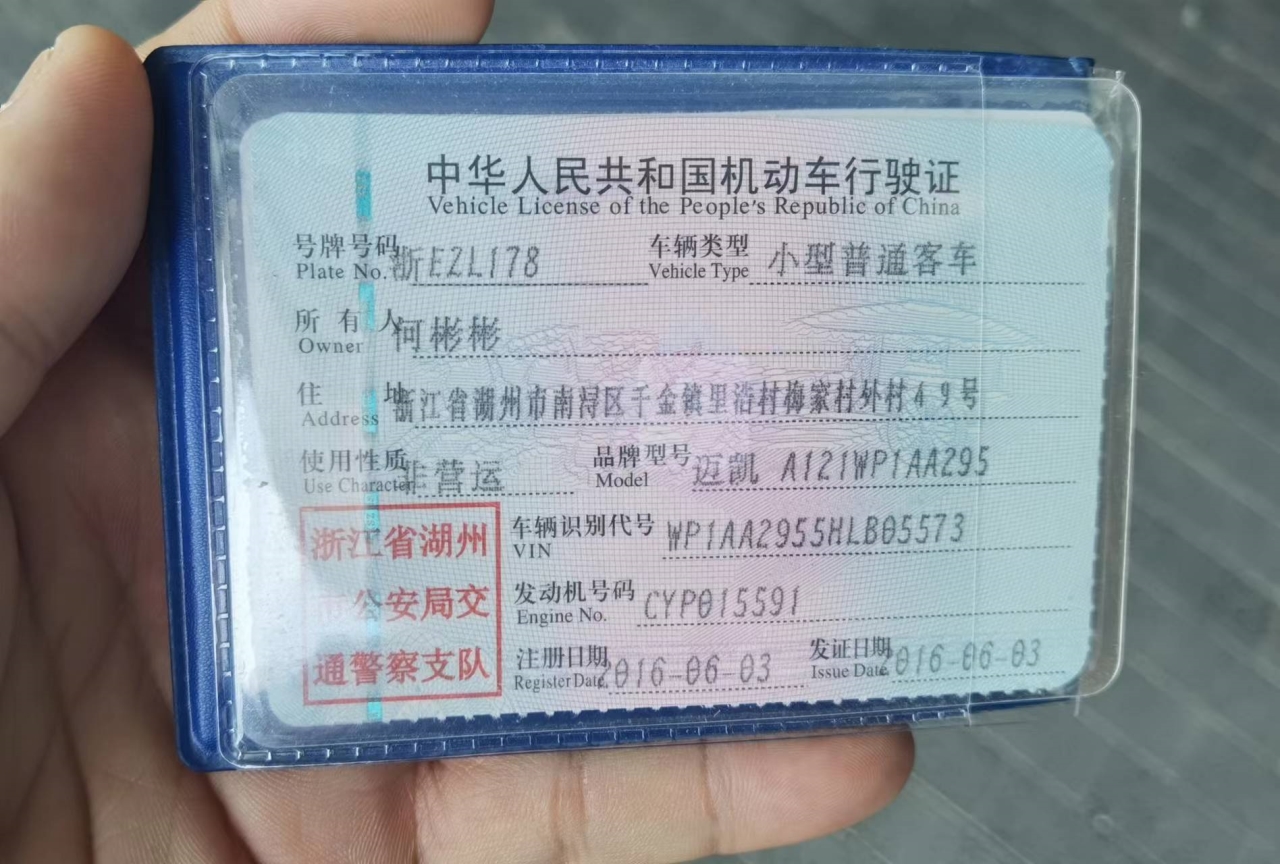 中华人民共和国机动车行驶证
Vehicle License of the People's Republic of China
号牌号码 浙EZL178 车辆类型 小型普通客车
Plate No. Vehicle Type
所有人 何彬彬
Owner
住址 浙江省湖州市南浔区千金镇里浩村梅家村外村49号
Address
使用性质 非营运 品牌型号 迈凯 A121WP1AA295
Use Character Model
浙江省湖州
市公安局交
通警察支队
车辆识别代号 WP1AA2955HLB05573
VIN
发动机号码 CYP015591
Engine No.
注册日期 2016-06-03 发证日期 2016-06-03
Register Date Issue Date